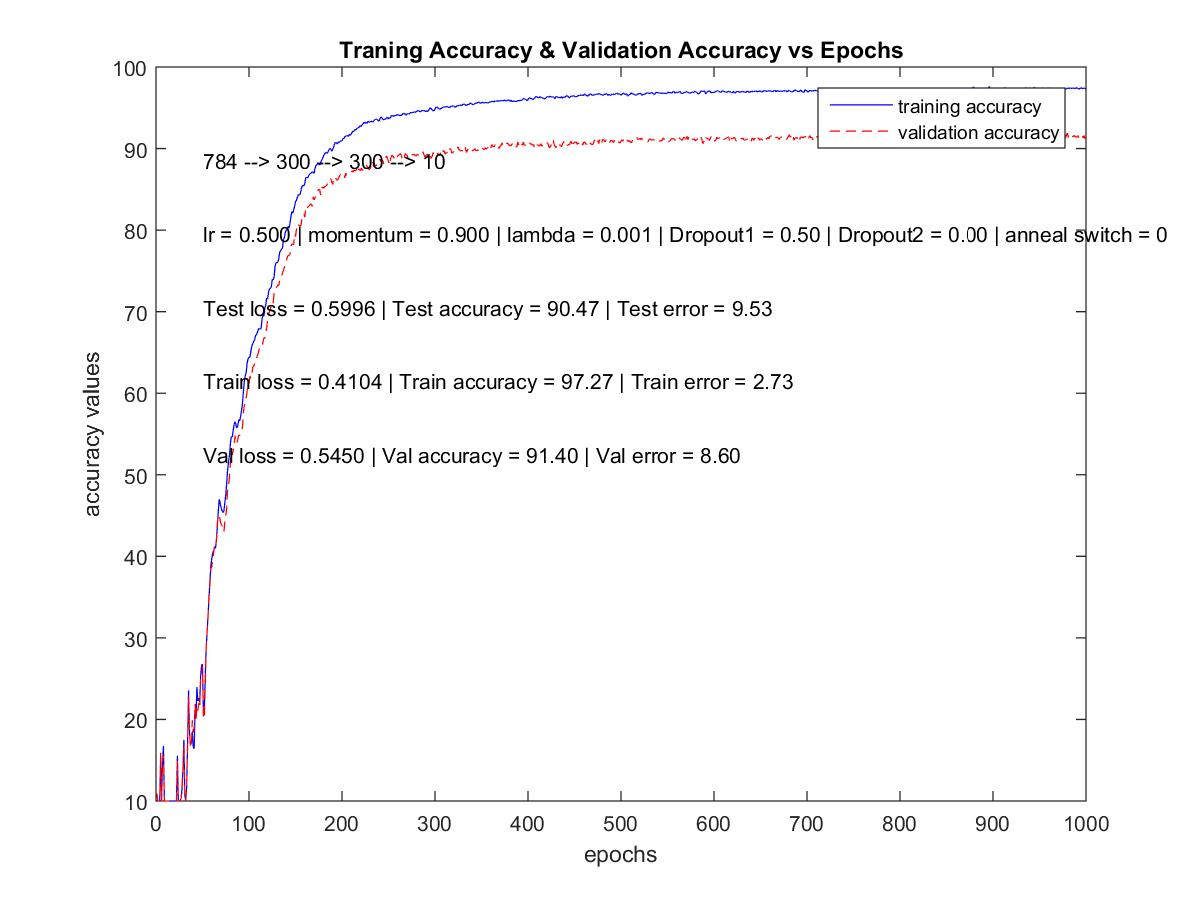 Traning Accuracy & Validation Accuracy vs Epochs
100
90
80
70
60
50
40
30
20
10
accuracy values
training accuracy
validation accuracy
784 --> 300 --> 300 --> 10
lr = 0.500 | momentum = 0.900 | lambda = 0.001 | Dropout1 = 0.50 | Dropout2 = 0.00 | anneal switch = 0
Test loss = 0.5996 | Test accuracy = 90.47 | Test error = 9.53
Train loss = 0.4104 | Train accuracy = 97.27 | Train error = 2.73
Val loss = 0.5450 | Val accuracy = 91.40 | Val error = 8.60
0 100 200 300 400 500 600 700 800 900 1000
epochs